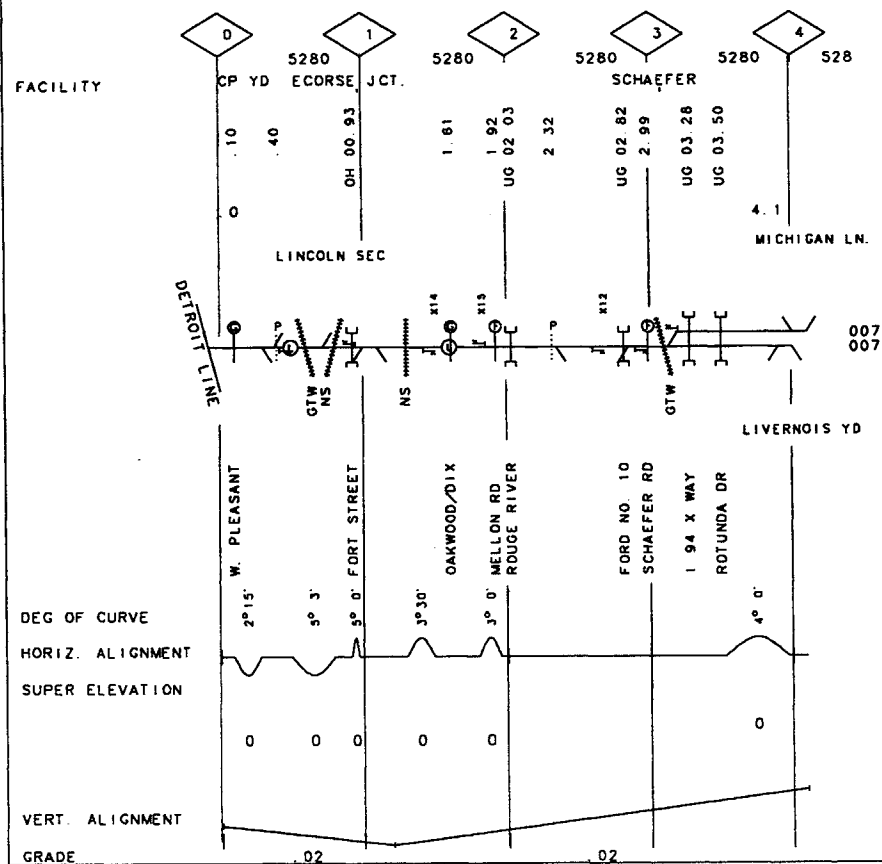 0 1 2 3 4
5280 5280 5280 5280 528
FACILITY CP YD ECORSE JCT. SCHAEFER
.0 .10 .40 OH 00.93 1.61 1.92 UG 02.03 2.32 UG 02.82 2.99 UG 03.28 UG 03.50 4.1
MICHIGAN LN.
LINCOLN SEC
DETROIT LINE
P X14 X15 P X12
007
007
GTW NS NS GTW
LIVERNOIS YD
W. PLEASANT
FORT STREET
OAKWOOD/DIX
MELLON RD
ROUGE RIVER
FORD NO. 10
SCHAEFER RD
I 94 X WAY
ROTUNDA DR
DEG OF CURVE 2°15' 5° 3' 5° 0' 3°30' 3° 0' 4° 0'
HORIZ. ALIGNMENT
SUPER ELEVATION
0 0 0 0 0 0
VERT. ALIGNMENT
GRADE .02 .02